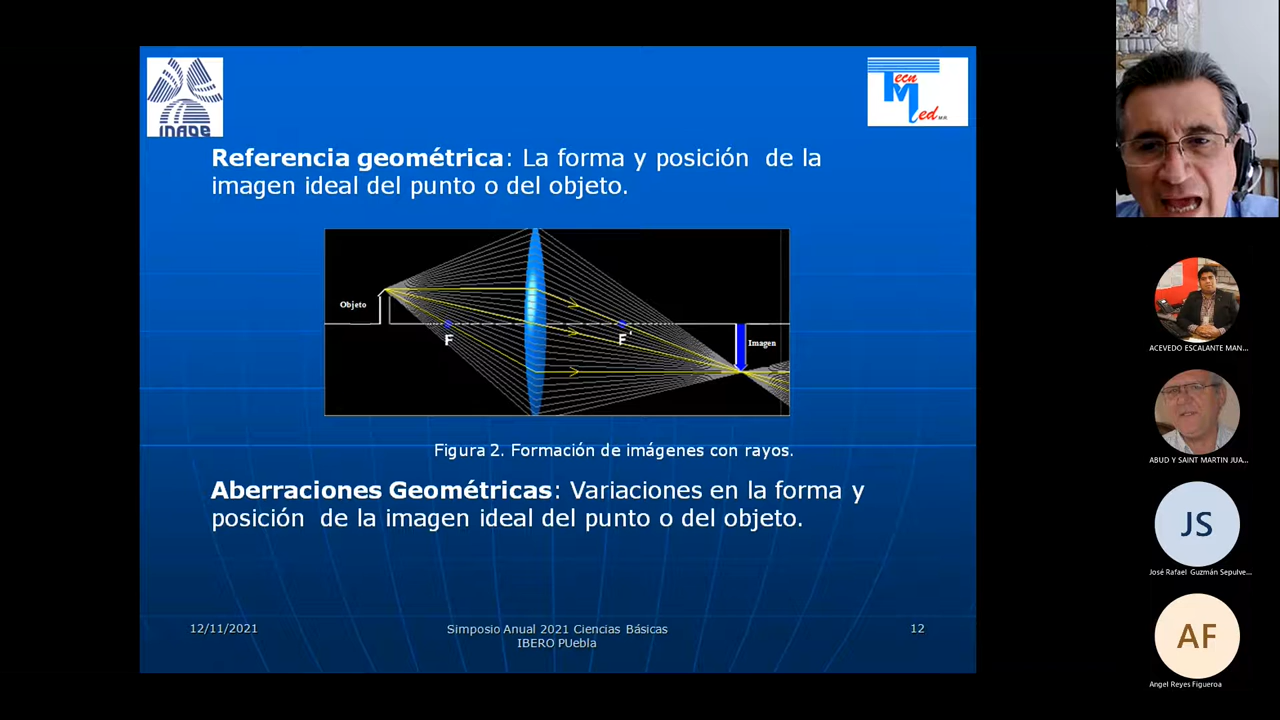 INAOE
Tecn
Med M.R.
Referencia geométrica: La forma y posición de la
imagen ideal del punto o del objeto.
Objeto
F
F'
Imagen
Figura 2. Formación de imágenes con rayos.
Aberraciones Geométricas: Variaciones en la forma y
posición de la imagen ideal del punto o del objeto.
12/11/2021
Simposio Anual 2021 Ciencias Básicas
IBERO PUebla
12
ACEVEDO ESCALANTE MAN...
ABUD Y SAINT MARTIN JUA...
JS
José Rafael Guzmán Sepulve...
AF
Angel Reyes Figueroa